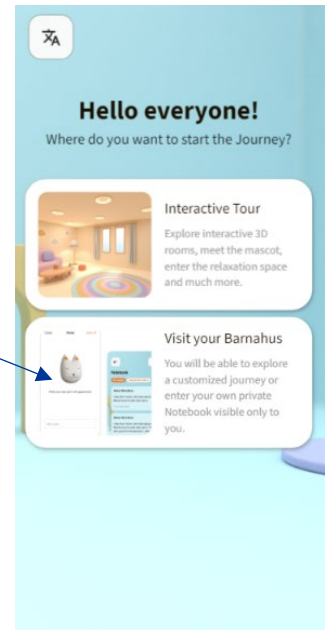 Hello everyone!
Where do you want to start the Journey?
Interactive Tour
Explore interactive 3D
rooms, meet the mascot,
enter the relaxation space
and much more.
Visit your Barnahus
You will be able to explore
a customized journey or
enter your own private
Notebook visible only to
you.
Notebook